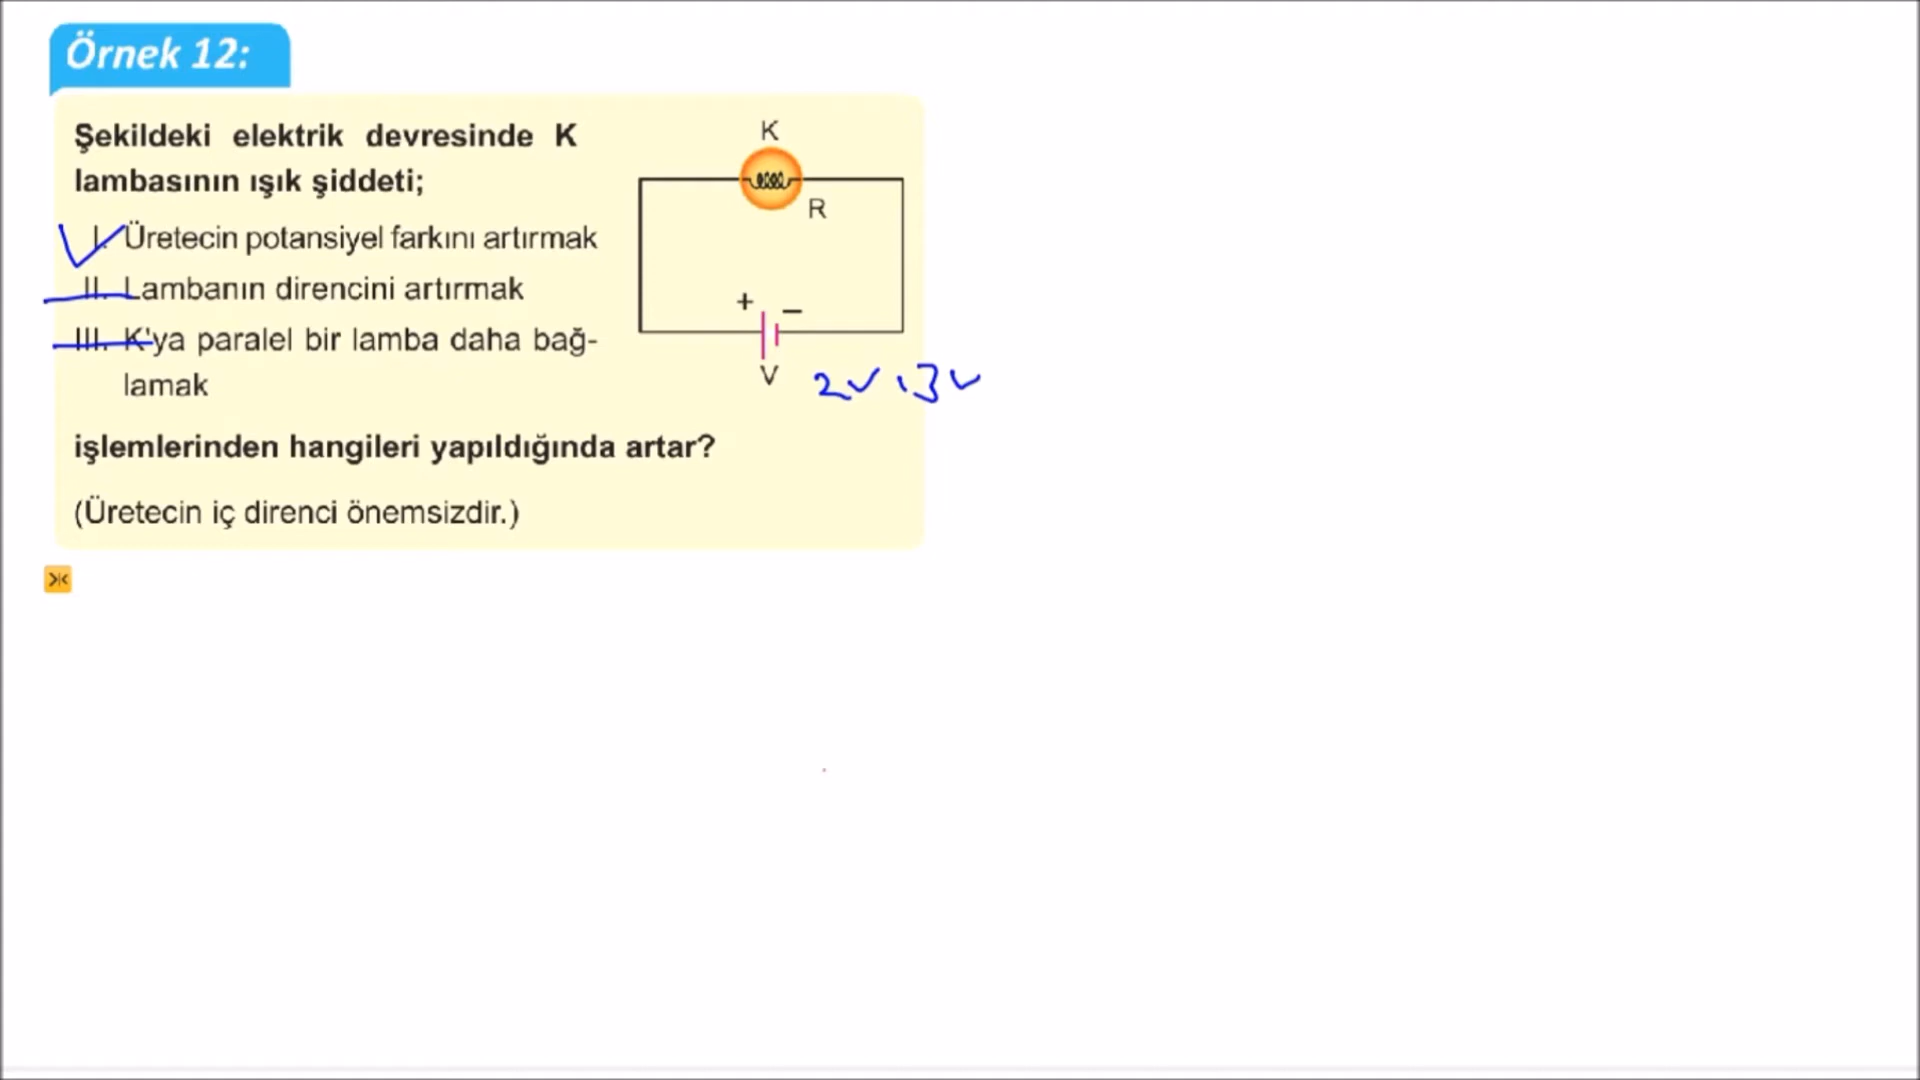 Örnek 12:
Şekildeki elektrik devresinde K
lambasının ışık şiddeti;
I. Üretecin potansiyel farkını artırmak
II. Lambanın direncini artırmak
III. K'ya paralel bir lamba daha bağ-
lamak
işlemlerinden hangileri yapıldığında artar?
(Üretecin iç direnci önemsizdir.)
K
R
+ −
V 2V, 3V